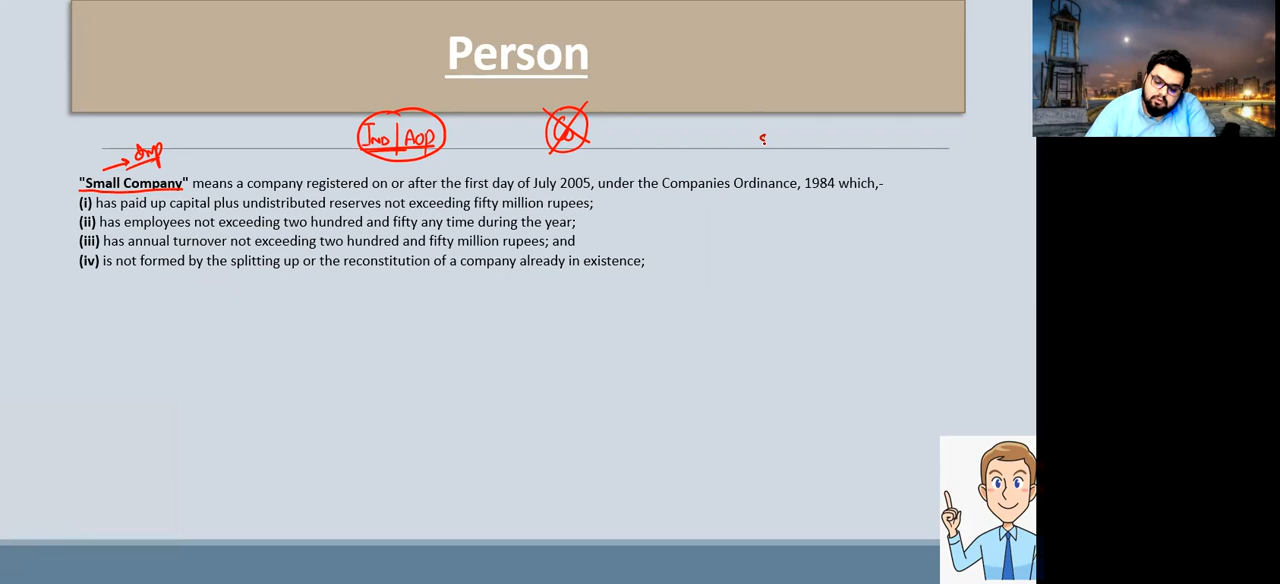 Person
IND | AOP
Co
Imp
"Small Company" means a company registered on or after the first day of July 2005, under the Companies Ordinance, 1984 which,-
(i) has paid up capital plus undistributed reserves not exceeding fifty million rupees;
(ii) has employees not exceeding two hundred and fifty any time during the year;
(iii) has annual turnover not exceeding two hundred and fifty million rupees; and
(iv) is not formed by the splitting up or the reconstitution of a company already in existence;